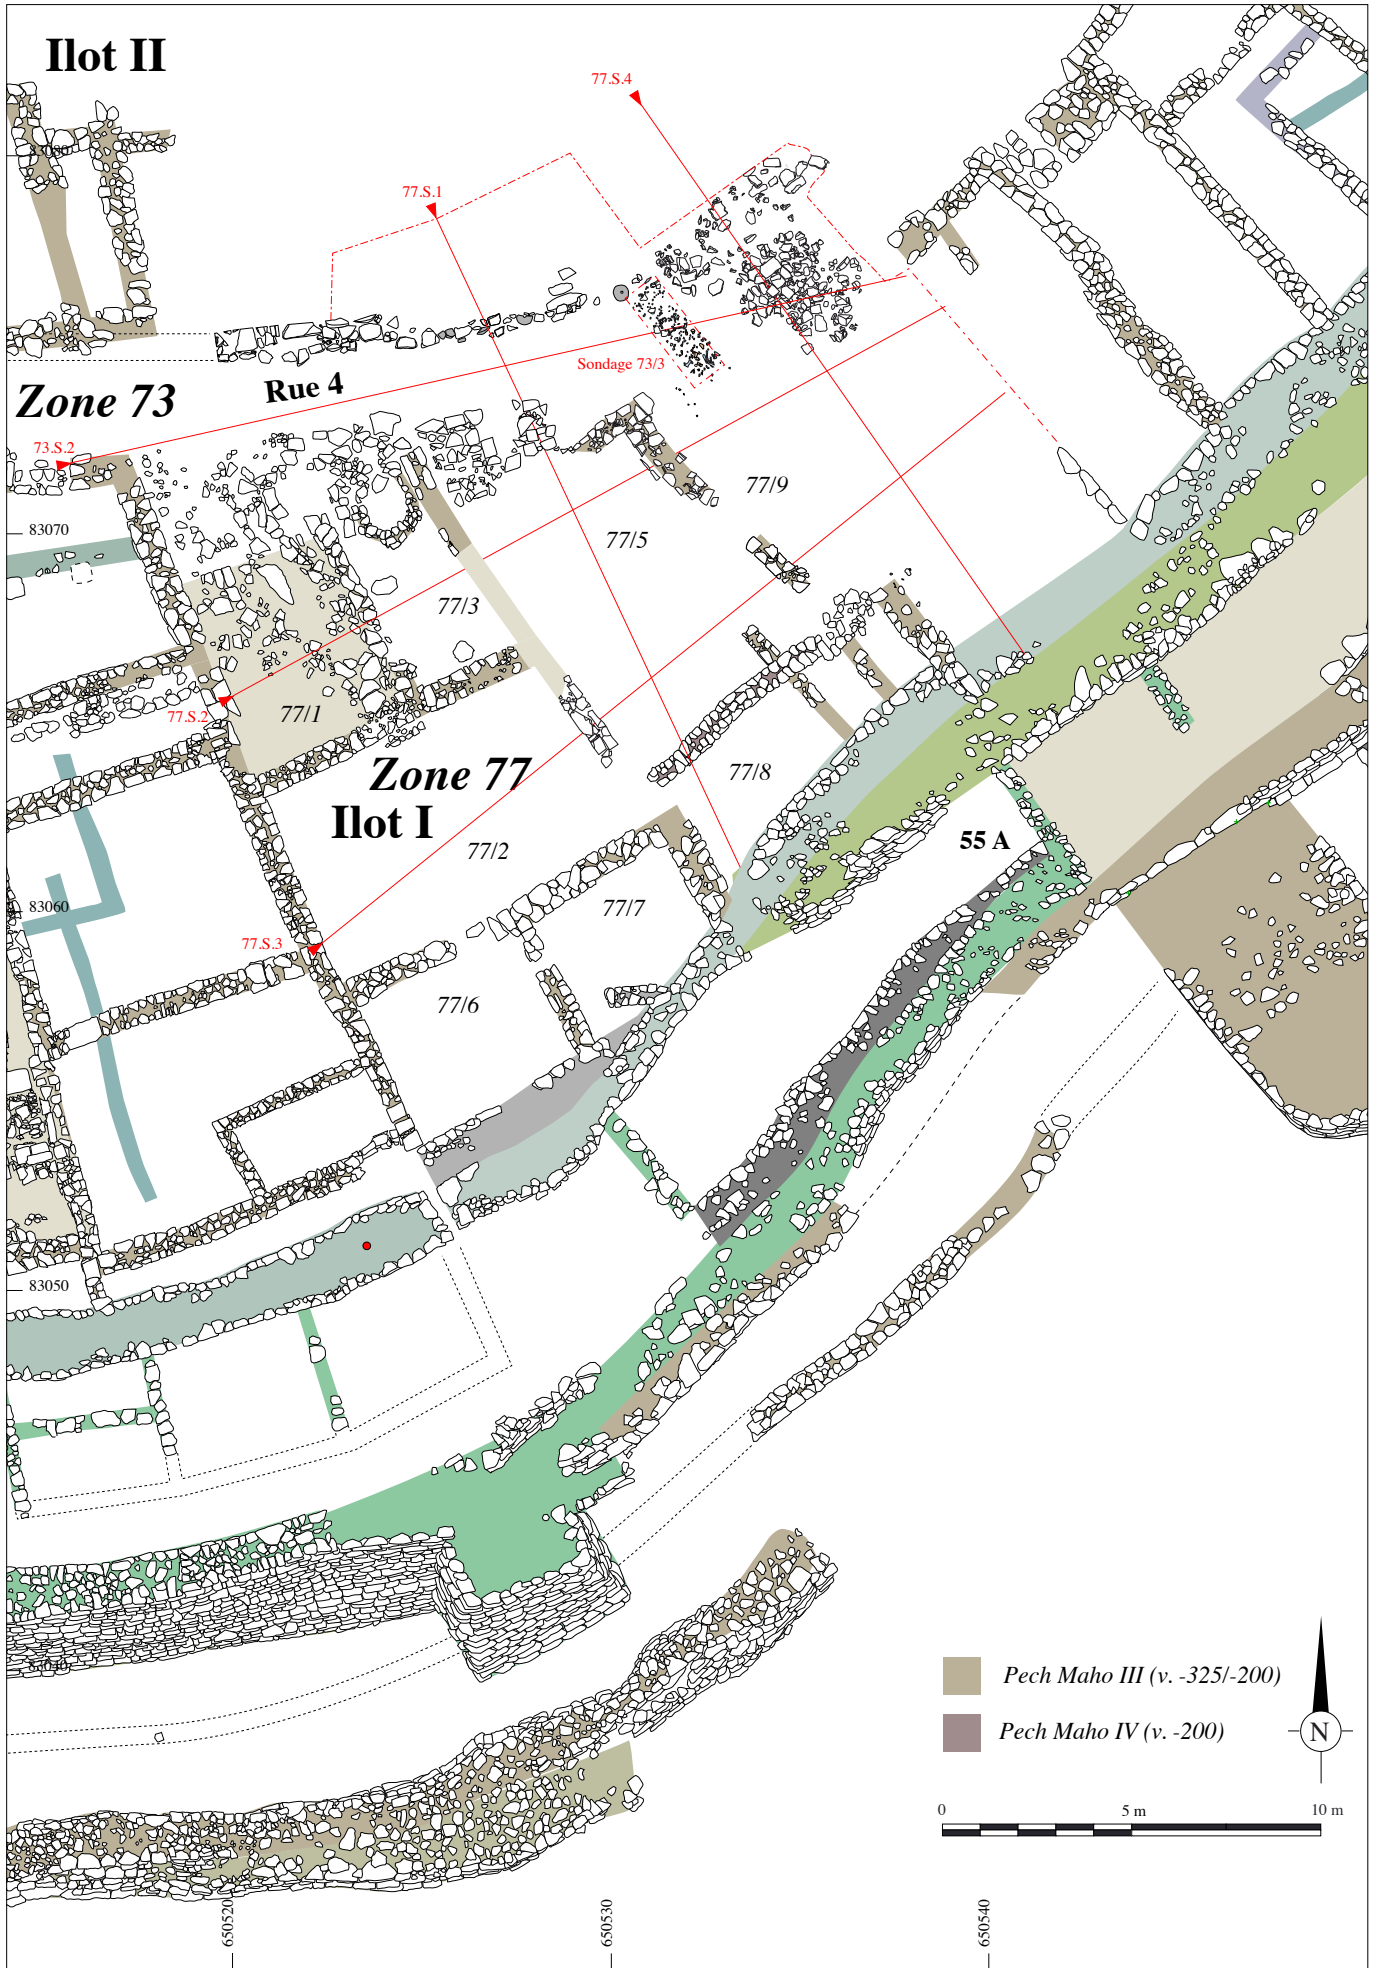 Ilot II
77.S.4
83080
77.S.1
Sondage 73/3
Rue 4
Zone 73
73.S.2
77/9
83070
77/5
77/3
77.S.2
77/1
Zone 77
Ilot I
77/8
55 A
77/2
83060
77/7
77.S.3
77/6
83050
83040
Pech Maho III (v. -325/-200)
Pech Maho IV (v. -200)
N
0 5 m 10 m
650520
650530
650540